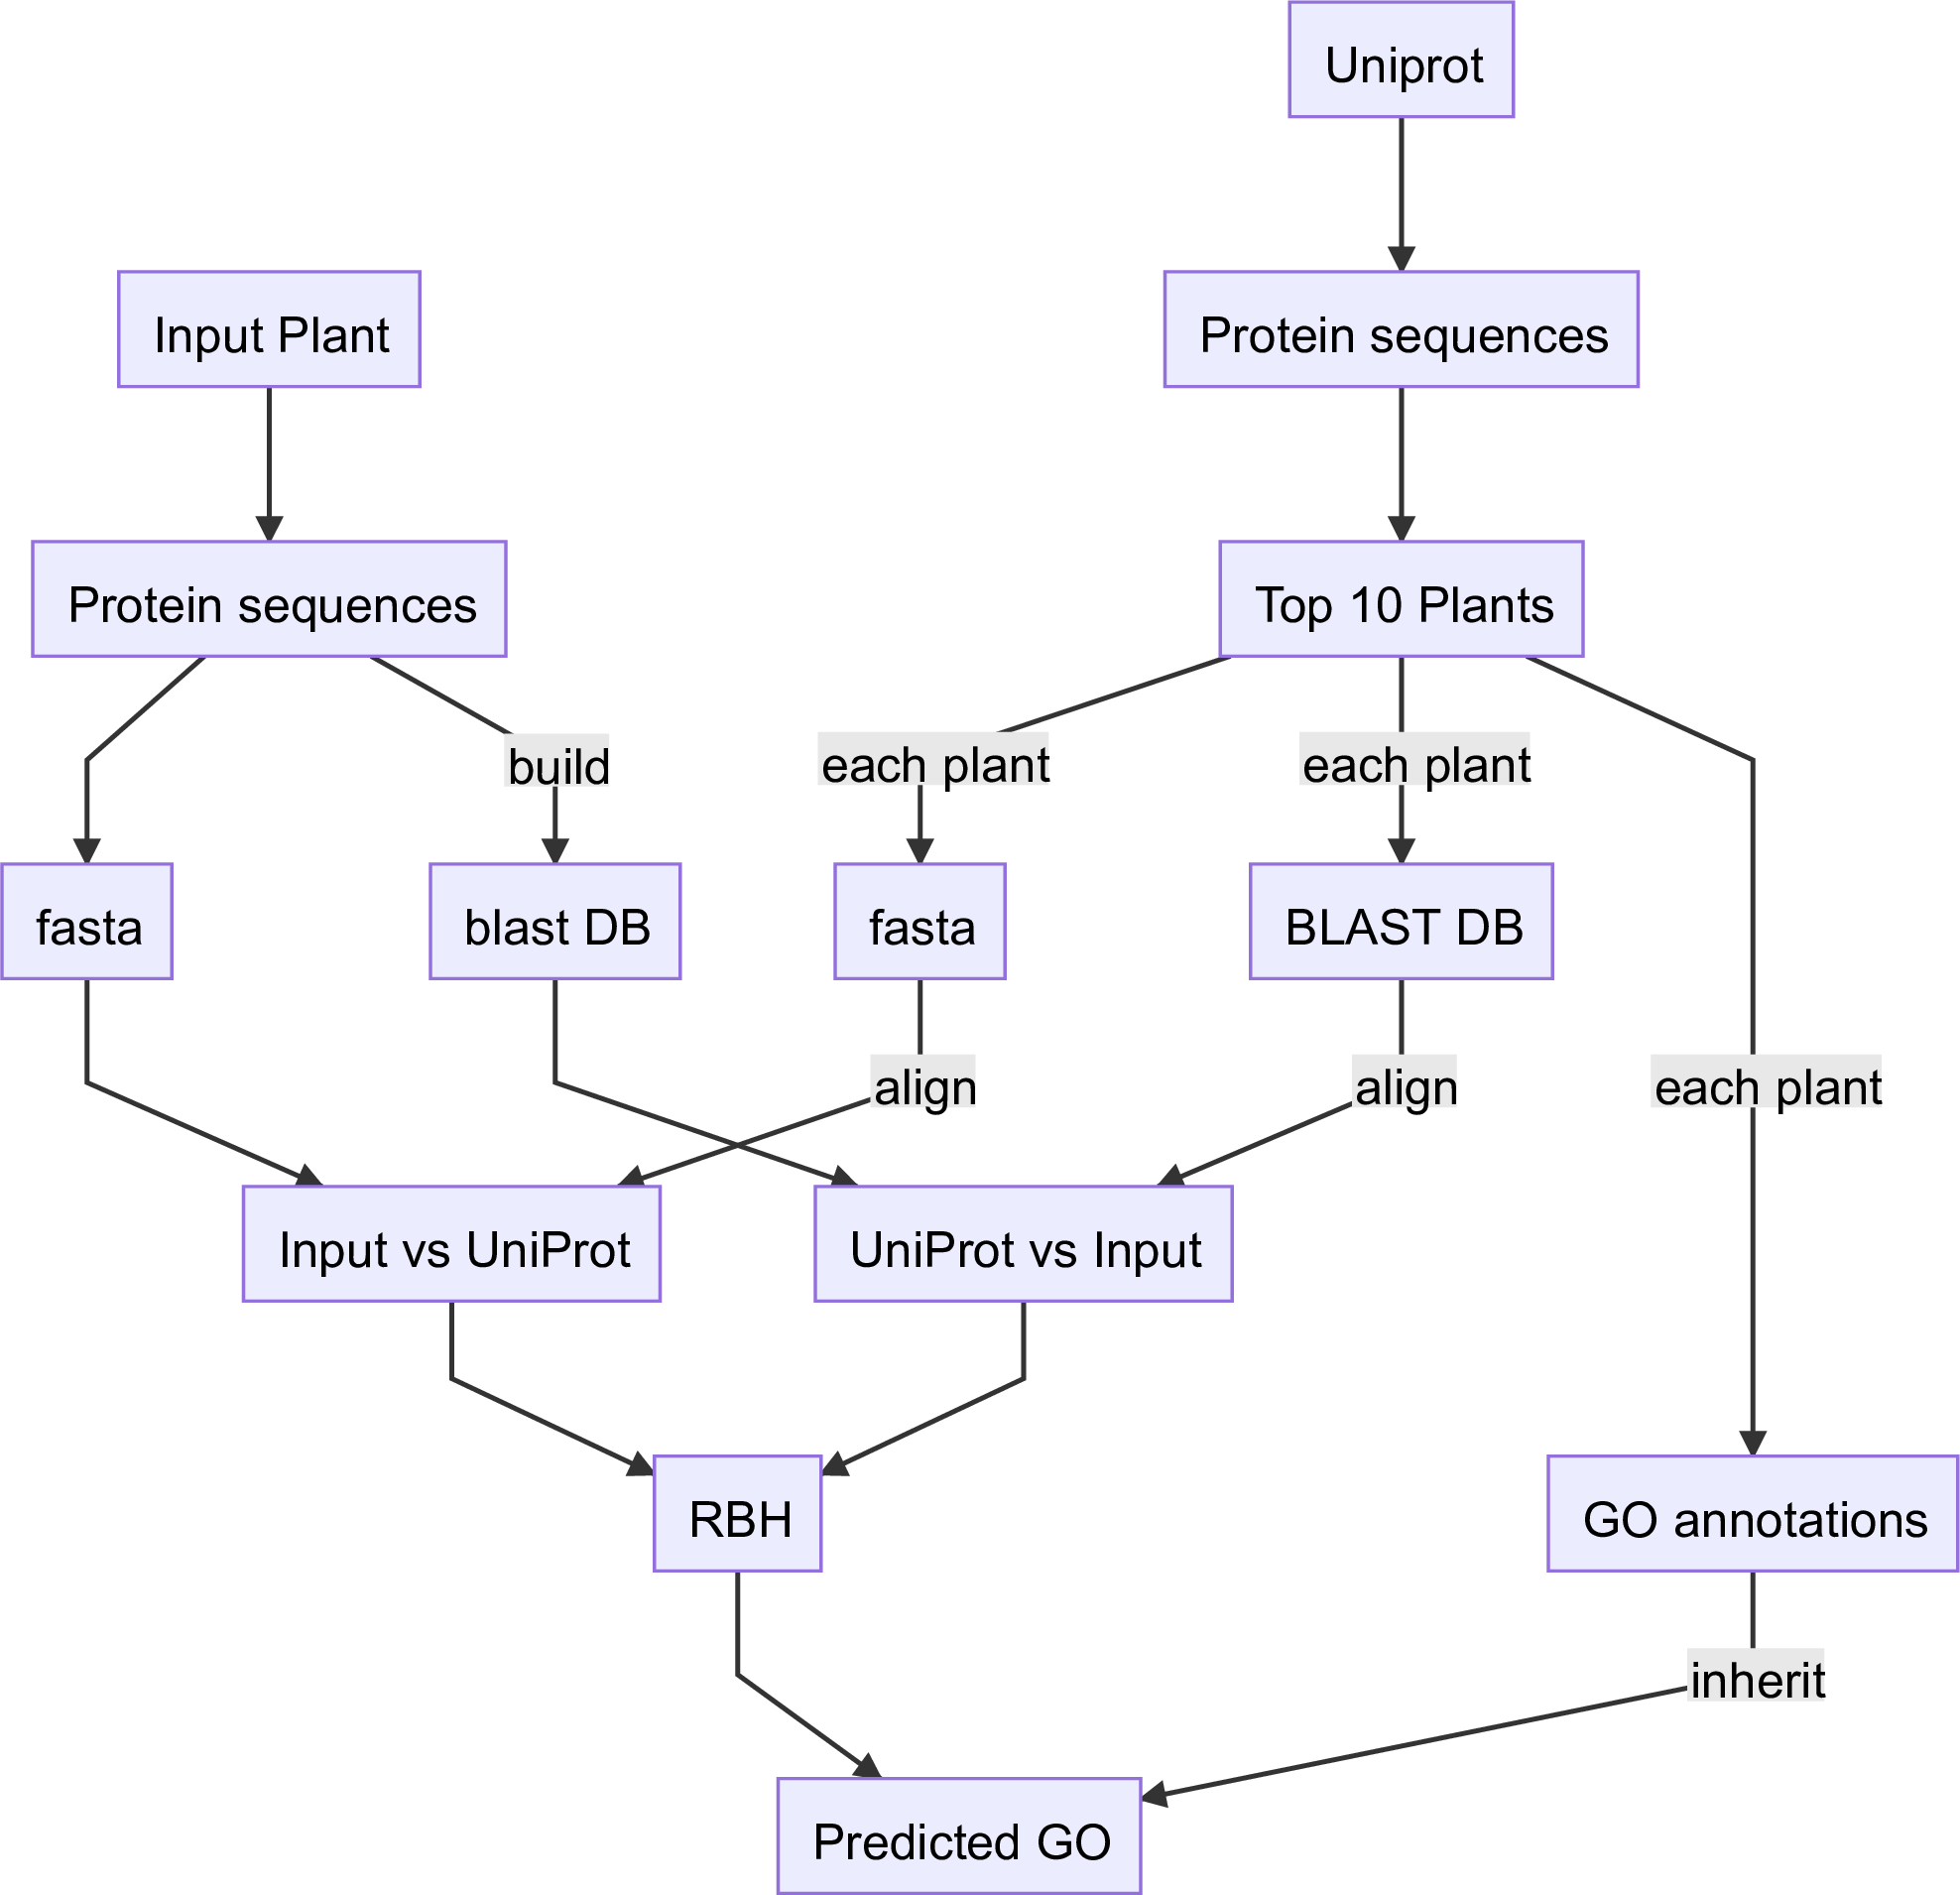 Uniprot
Input Plant
Protein sequences
Protein sequences
Top 10 Plants
build
each plant
each plant
fasta
blast DB
fasta
BLAST DB
align
align
each plant
Input vs UniProt
UniProt vs Input
RBH
GO annotations
inherit
Predicted GO